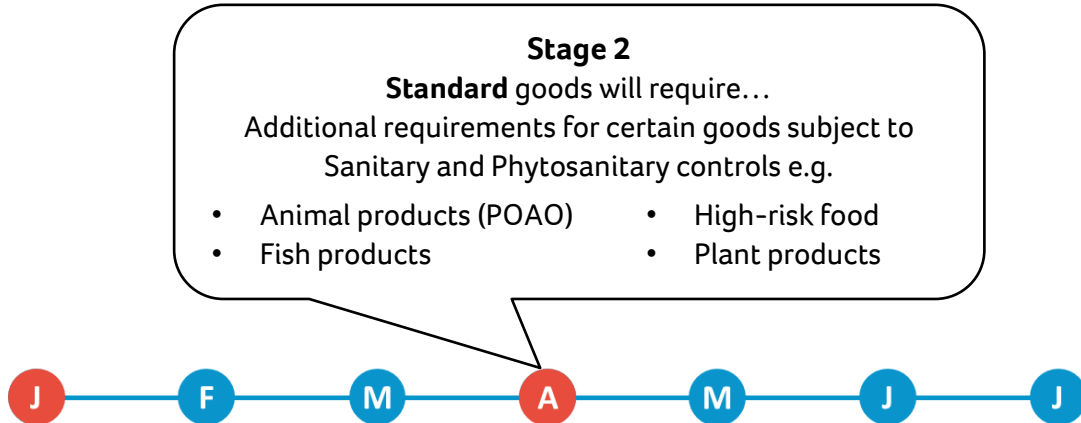 Stage 2
Standard goods will require…
Additional requirements for certain goods subject to
Sanitary and Phytosanitary controls e.g.
• Animal products (POAO)
• Fish products
• High-risk food
• Plant products
J F M A M J J